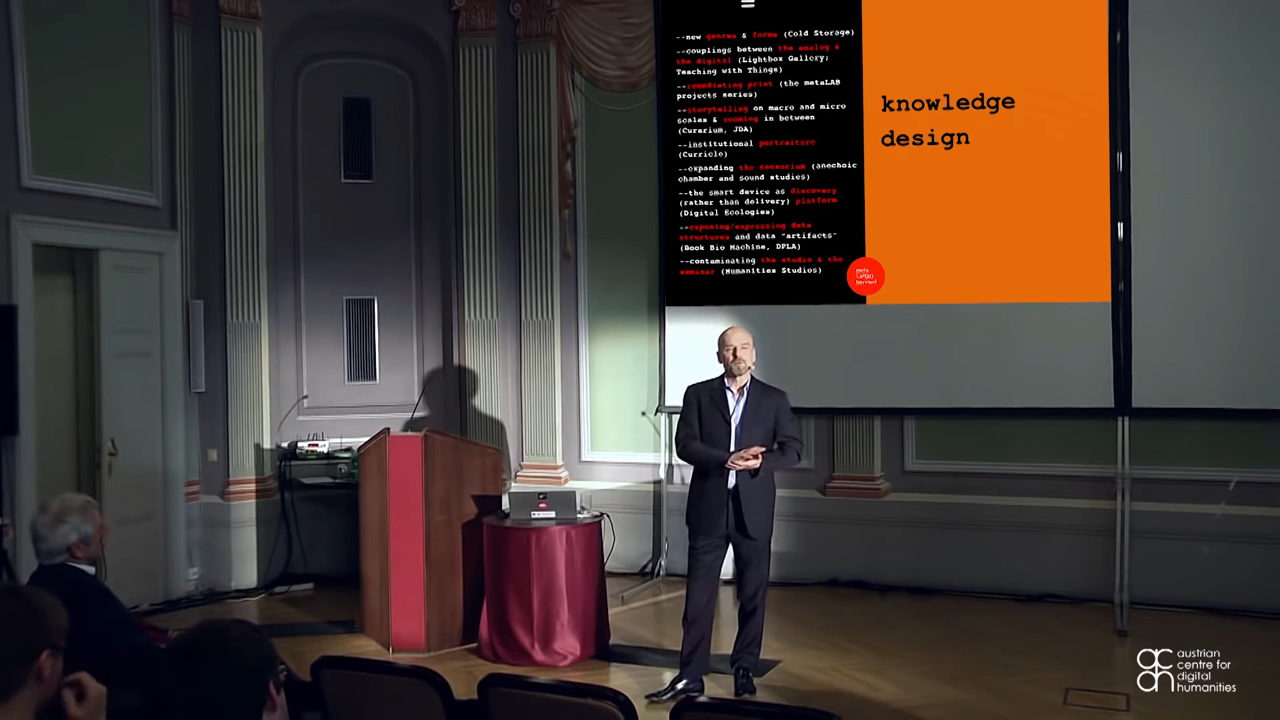 --new genres & forms (Cold Storage)
--couplings between the analog &
the digital (Lightbox Gallery;
Teaching with Things)
--remediating print (the metaLAB
projects series)
--storytelling on macro and micro
scales & zooming in between
(Curarium, JDA)
--institutional portraiture
(Curricle)
--expanding the sensorium (anechoic
chamber and sound studies)
--the smart device as discovery
(rather than delivery) platform
(Digital Ecologies)
--exposing/expressing data
structures and data "artifacts"
(Book Bio Machine, DPLA)
--contaminating the studio & the
seminar (Humanities Studios)
knowledge
design
meta
LAB(at)
harvard
austrian
centre for
digital
humanities